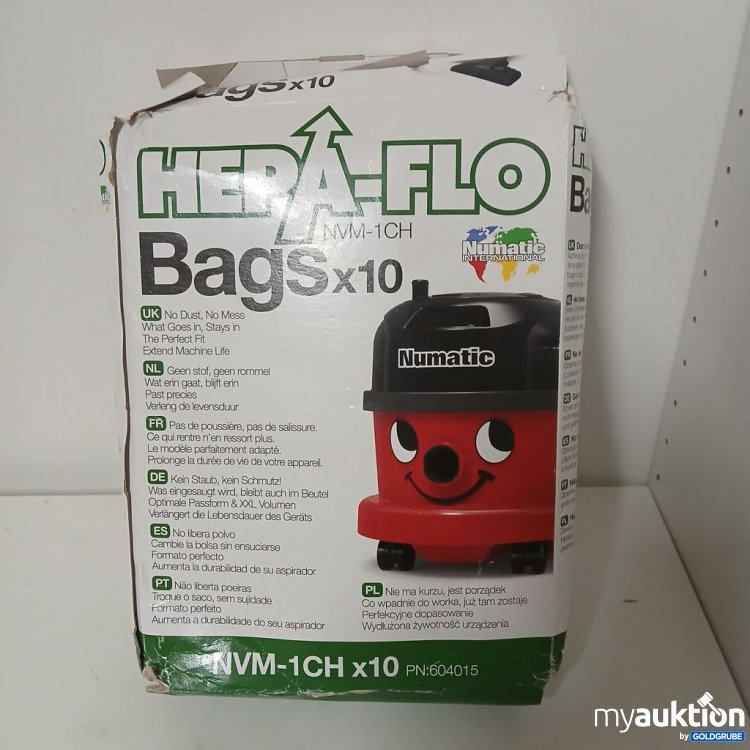 Bags x10
HEPA-FLO
NVM-1CH
Bags x10
Numatic
INTERNATIONAL
UK No Dust, No Mess
What Goes in, Stays in
The Perfect Fit
Extend Machine Life
NL Geen stof, geen rommel
Wat erin gaat, blijft erin
Past precies
Verleng de levensduur
FR Pas de poussière, pas de salissure.
Ce qui rentre n'en ressort plus.
Le modèle parfaitement adapté.
Prolonge la durée de vie de votre appareil.
DE Kein Staub, kein Schmutz!
Was eingesaugt wird, bleibt auch im Beutel
Optimale Passform & XXL Volumen
Verlängert die Lebensdauer des Geräts
ES No libera polvo
Cambie la bolsa sin ensuciarse
Formato perfecto
Aumenta la durabilidad de su aspirador
PT Não liberta poeiras
Troque o saco, sem sujidade
Formato perfeito
Aumenta a durabilidade do seu aspirador
Numatic
PL Nie ma kurzu, jest porządek
Co wpadnie do worka, już tam zostaje
Perfekcyjne dopasowanie
Wydłużona żywotność urządzenia
NVM-1CH x10 PN:604015
myauktion
by GOLDGRUBE